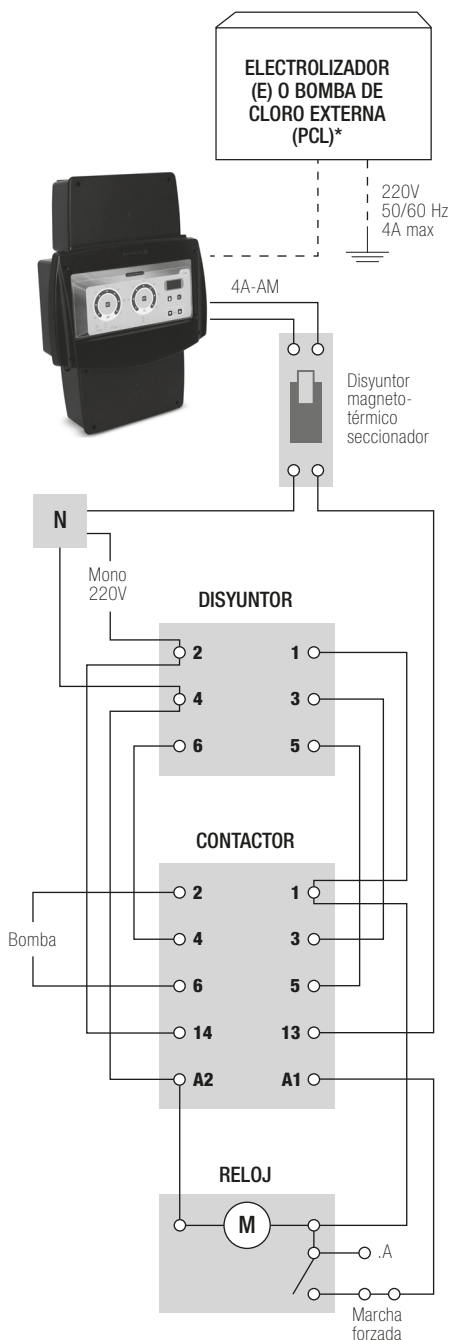 ELECTROLIZADOR
(E) O BOMBA DE
CLORO EXTERNA
(PCL)*
220V
50/60 Hz
4A max
4A-AM
Disyuntor
magneto-
térmico
seccionador
N
Mono
220V
DISYUNTOR
2 1
4 3
6 5
CONTACTOR
2 1
Bomba
4 3
6 5
14 13
A2 A1
RELOJ
M
.A
Marcha
forzada